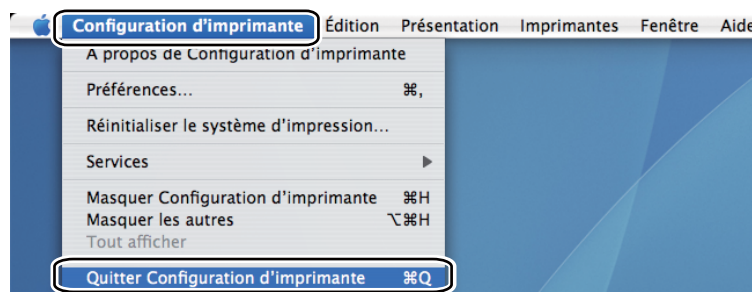 Configuration d'imprimante Édition Présentation Imprimantes Fenêtre Aide
A propos de Configuration d'imprimante
Préférences... ⌘,
Réinitialiser le système d'impression...
Services ▶
Masquer Configuration d'imprimante ⌘H
Masquer les autres ⌥⌘H
Tout afficher
Quitter Configuration d'imprimante ⌘Q